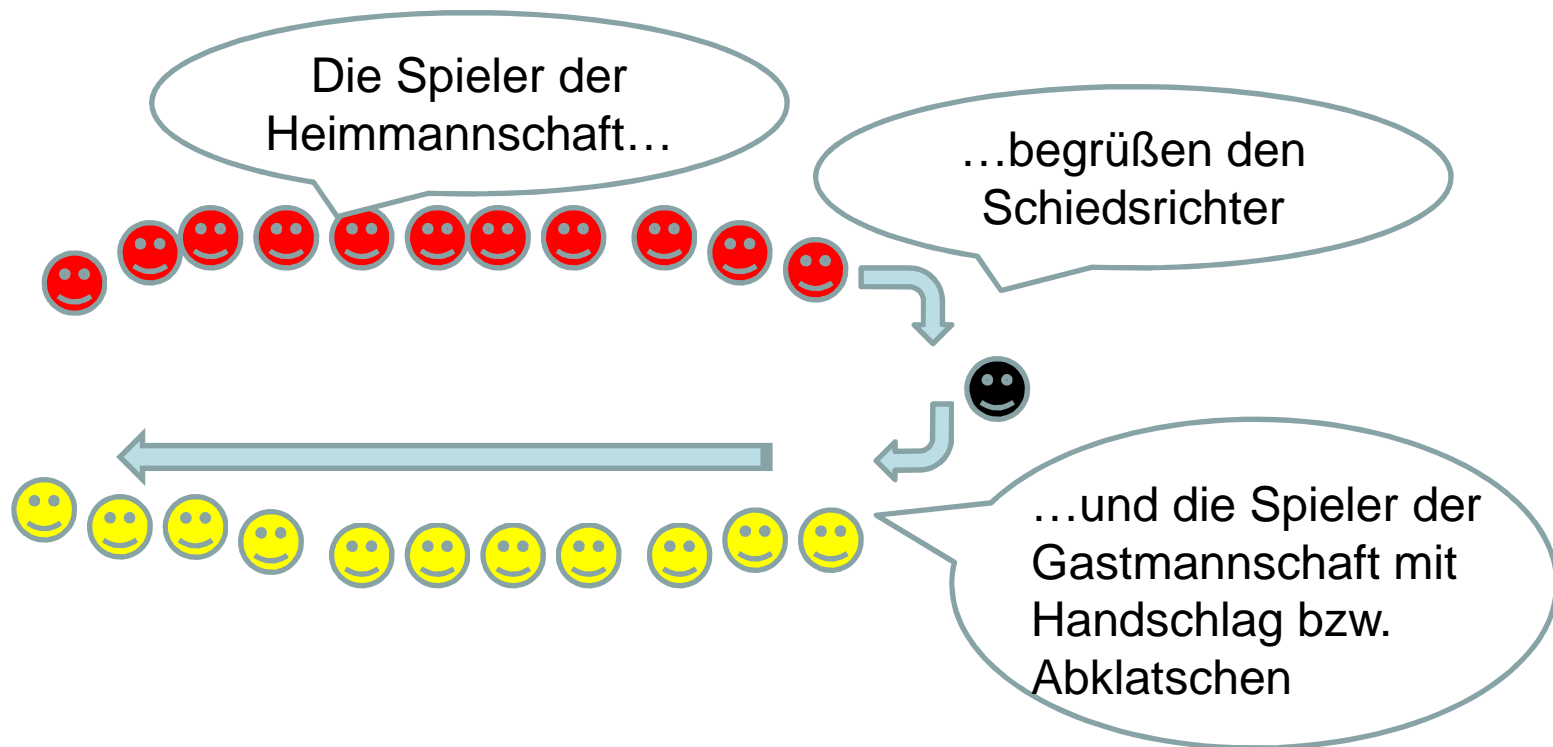 Die Spieler der
Heimmannschaft…
…begrüßen den
Schiedsrichter
…und die Spieler der
Gastmannschaft mit
Handschlag bzw.
Abklatschen